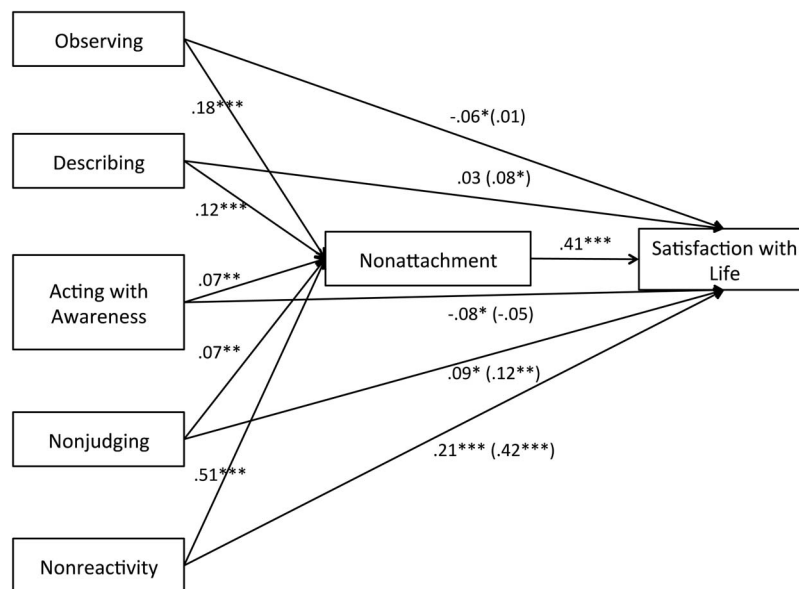 Observing
.18***
-.06*(.01)
Describing
.03 (.08*)
.12***
Nonattachment
.41***
Satisfaction with
Life
Acting with
Awareness
.07**
-.08* (-.05)
.07**
.09* (.12**)
Nonjudging
.51***
.21*** (.42***)
Nonreactivity